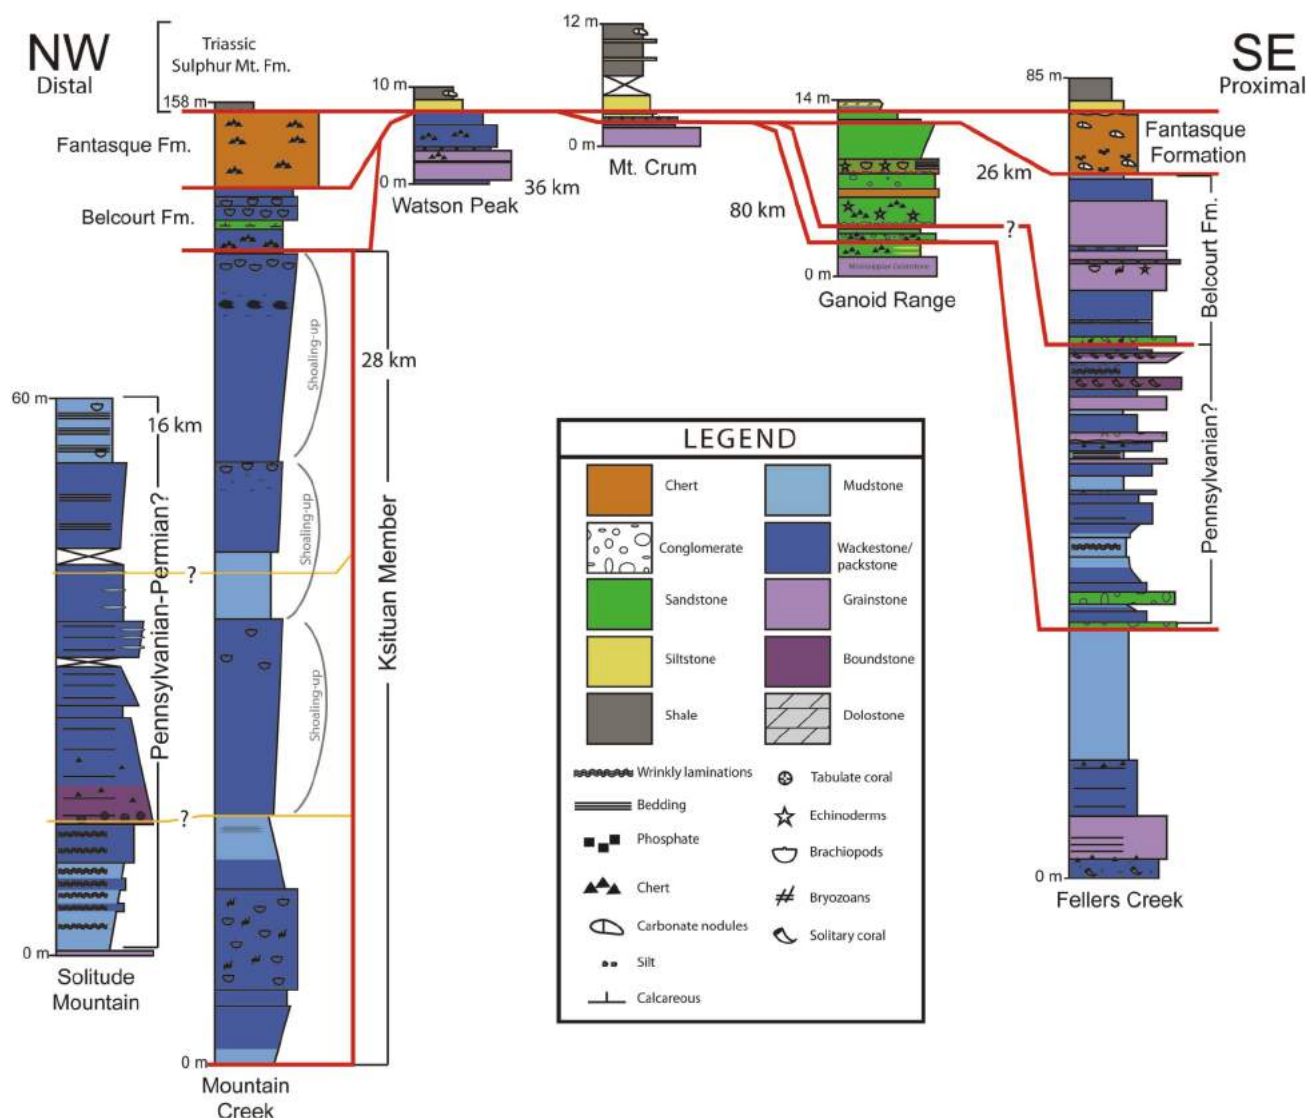 NW
Distal
Triassic
Sulphur Mt. Fm.
SE
Proximal
158 m
Fantasque Fm.
Belcourt Fm.
10 m
0 m
Watson Peak
36 km
12 m
0 m
Mt. Crum
14 m
80 km
Mississippian Grainstone
0 m
Ganoid Range
26 km
?
85 m
Fantasque
Formation
Belcourt Fm.
Pennsylvanian?
0 m
Fellers Creek
60 m
16 km
Pennsylvanian-Permian?
?
?
0 m
Solitude
Mountain
Shoaling-up
Shoaling-up
Shoaling-up
28 km
Ksituan Member
0 m
Mountain
Creek
LEGEND
Chert
Mudstone
Conglomerate
Wackestone/
packstone
Sandstone
Grainstone
Siltstone
Boundstone
Shale
Dolostone
Wrinkly laminations
Tabulate coral
Bedding
Echinoderms
Phosphate
Brachiopods
Chert
Bryozoans
Carbonate nodules
Solitary coral
Silt
Calcareous